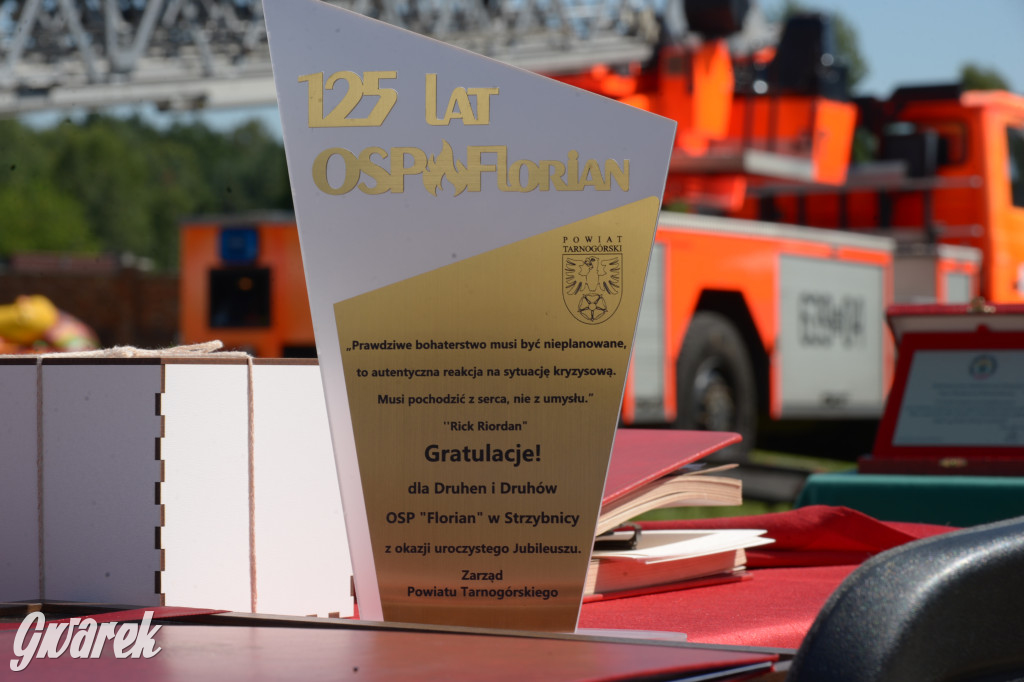 125 LAT
OSP FLORIAN
POWIAT
TARNOGÓRSKI
„Prawdziwe bohaterstwo musi być nieplanowane,
to autentyczna reakcja na sytuację kryzysową.
Musi pochodzić z serca, nie z umysłu."
''Rick Riordan"
Gratulacje!
dla Druhen i Druhów
OSP "Florian" w Strzybnicy
z okazji uroczystego Jubileuszu.
Zarząd
Powiatu Tarnogórskiego
GWarek